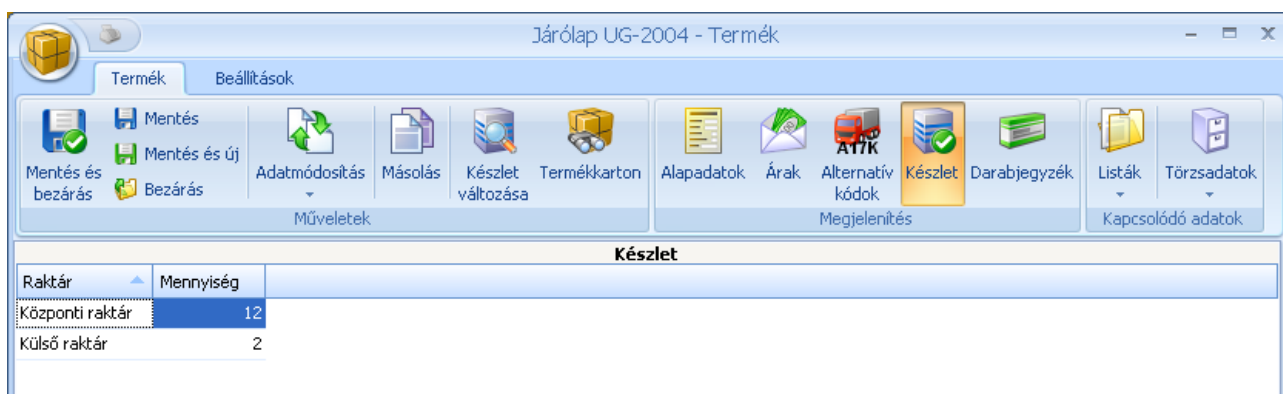 Járólap UG-2004 - Termék
Termék Beállítások
Mentés és bezárás
Mentés
Mentés és új
Bezárás
Adatmódosítás
Másolás
Készlet változása
Termékkarton
Alapadatok
Árak
A17K
Alternatív kódok
Készlet
Darabjegyzék
Listák
Törzsadatok
Műveletek
Megjelenítés
Kapcsolódó adatok
Készlet
Raktár Mennyiség
Központi raktár 12
Külső raktár 2